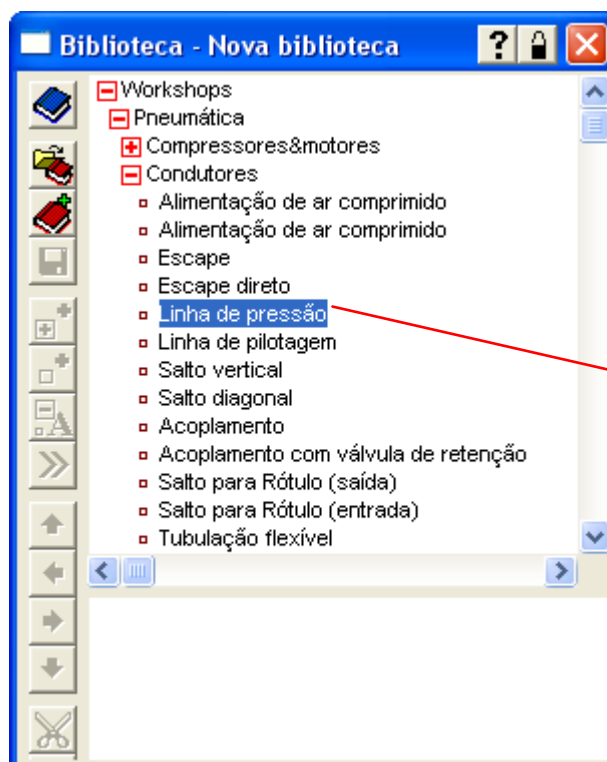 Biblioteca - Nova biblioteca
Workshops
Pneumática
Compressores&motores
Condutores
Alimentação de ar comprimido
Alimentação de ar comprimido
Escape
Escape direto
Linha de pressão
Linha de pilotagem
Salto vertical
Salto diagonal
Acoplamento
Acoplamento com válvula de retenção
Salto para Rótulo (saída)
Salto para Rótulo (entrada)
Tubulação flexível